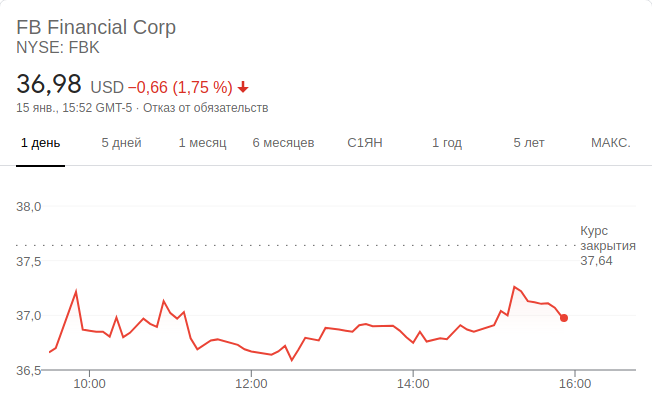 FB Financial Corp
NYSE: FBK
36,98 USD −0,66 (1,75 %)
15 янв., 15:52 GMT-5 · Отказ от обязательств
1 день 5 дней 1 месяц 6 месяцев С1ЯН 1 год 5 лет МАКС.
38,0
Курс
закрытия
37,64
37,5
37,0
36,5
10:00 12:00 14:00 16:00